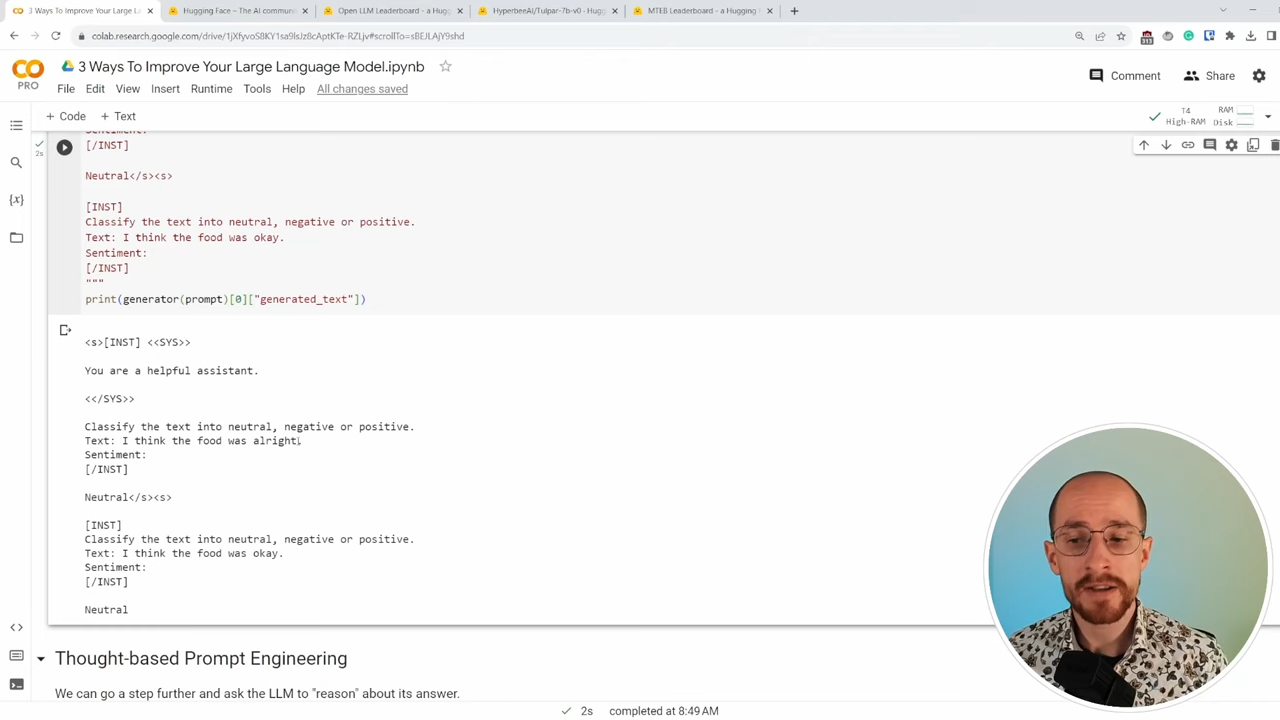 3 Ways To Improve Your Large L
Hugging Face – The AI communi
Open LLM Leaderboard - a Hugg
HyperbeeAI/Tulpar-7b-v0 · Hugg
MTEB Leaderboard - a Hugging
colab.research.google.com/drive/1jXfyvoS8KY1sa9lsJz8cAptKTe-RZLjv#scrollTo=sBEJLAjY9shd
PRO
3 Ways To Improve Your Large Language Model.ipynb
File Edit View Insert Runtime Tools Help All changes saved
Comment Share
+ Code + Text
T4 RAM
High-RAM Disk
2s
[/INST]
Neutral</s><s>
[INST]
Classify the text into neutral, negative or positive.
Text: I think the food was okay.
Sentiment:
[/INST]
"""
print(generator(prompt)[0]["generated_text"])
<s>[INST] <<SYS>>
You are a helpful assistant.
<</SYS>>
Classify the text into neutral, negative or positive.
Text: I think the food was alright.
Sentiment:
[/INST]
Neutral</s><s>
[INST]
Classify the text into neutral, negative or positive.
Text: I think the food was okay.
Sentiment:
[/INST]
Neutral
Thought-based Prompt Engineering
We can go a step further and ask the LLM to "reason" about its answer.
2s completed at 8:49 AM